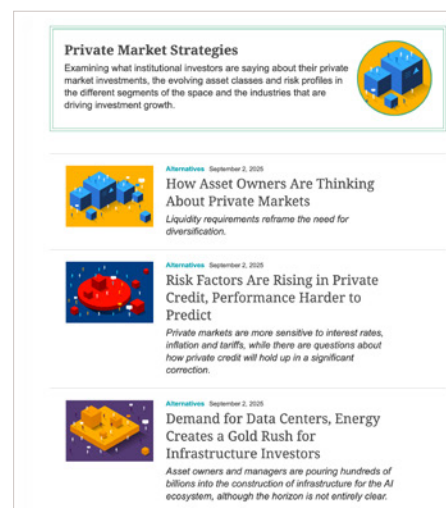 Private Market Strategies
Examining what institutional investors are saying about their private
market investments, the evolving asset classes and risk profiles in
the different segments of the space and the industries that are
driving investment growth.
Alternatives September 2, 2025
How Asset Owners Are Thinking
About Private Markets
Liquidity requirements reframe the need for
diversification.
Alternatives September 2, 2025
Risk Factors Are Rising in Private
Credit, Performance Harder to
Predict
Private markets are more sensitive to interest rates,
inflation and tariffs, while there are questions about
how private credit will hold up in a significant
correction.
Alternatives September 2, 2025
Demand for Data Centers, Energy
Creates a Gold Rush for
Infrastructure Investors
Asset owners and managers are pouring hundreds of
billions into the construction of infrastructure for the AI
ecosystem, although the horizon is not entirely clear.